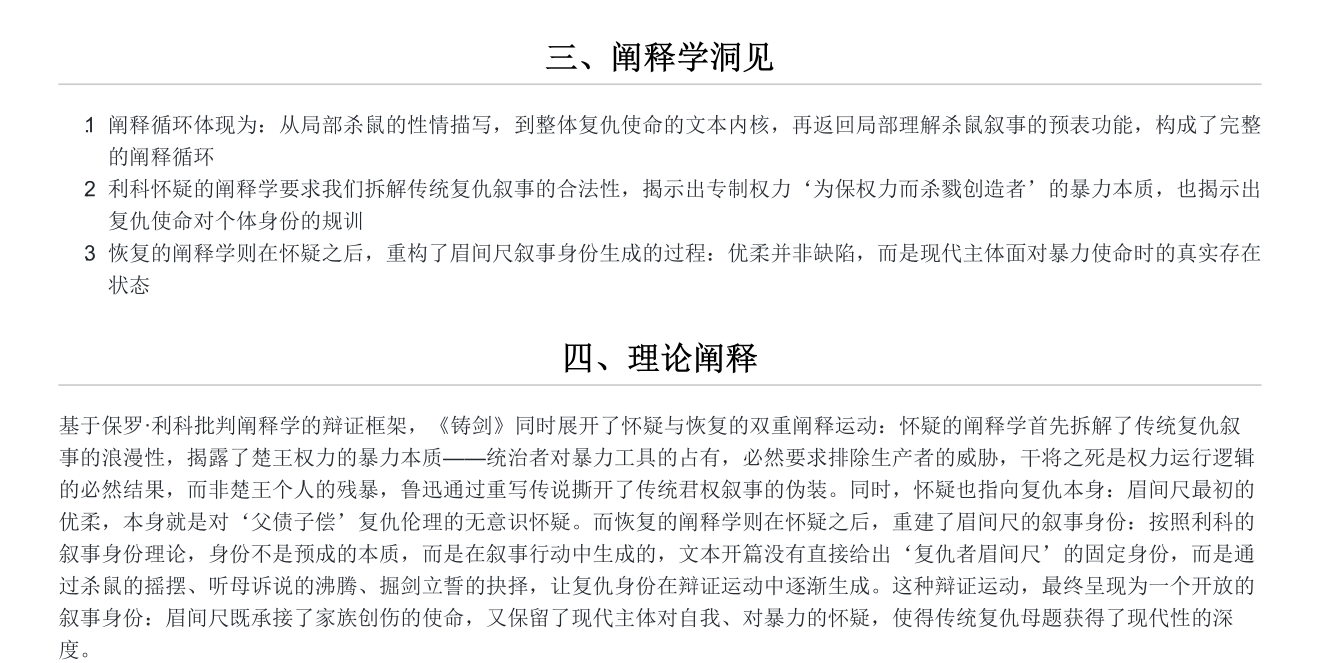 三、阐释学洞见
1 阐释循环体现为：从局部杀鼠的性情描写，到整体复仇使命的文本内核，再返回局部理解杀鼠叙事的预表功能，构成了完整
的阐释循环
2 利科怀疑的阐释学要求我们拆解传统复仇叙事的合法性，揭示出专制权力‘为保权力而杀戮创造者’的暴力本质，也揭示出
复仇使命对个体身份的规训
3 恢复的阐释学则在怀疑之后，重构了眉间尺叙事身份生成的过程：优柔并非缺陷，而是现代主体面对暴力使命时的真实存在
状态
四、理论阐释
基于保罗·利科批判阐释学的辩证框架，《铸剑》同时展开了怀疑与恢复的双重阐释运动：怀疑的阐释学首先拆解了传统复仇叙
事的浪漫性，揭露了楚王权力的暴力本质——统治者对暴力工具的占有，必然要求排除生产者的威胁，干将之死是权力运行逻辑
的必然结果，而非楚王个人的残暴，鲁迅通过重写传说撕开了传统君权叙事的伪装。同时，怀疑也指向复仇本身：眉间尺最初的
优柔，本身就是对‘父债子偿’复仇伦理的无意识怀疑。而恢复的阐释学则在怀疑之后，重建了眉间尺的叙事身份：按照利科的
叙事身份理论，身份不是预成的本质，而是在叙事行动中生成的，文本开篇没有直接给出‘复仇者眉间尺’的固定身份，而是通
过杀鼠的摇摆、听母诉说的沸腾、掘剑立誓的抉择，让复仇身份在辩证运动中逐渐生成。这种辩证运动，最终呈现为一个开放的
叙事身份：眉间尺既承接了家族创伤的使命，又保留了现代主体对自我、对暴力的怀疑，使得传统复仇母题获得了现代性的深
度。